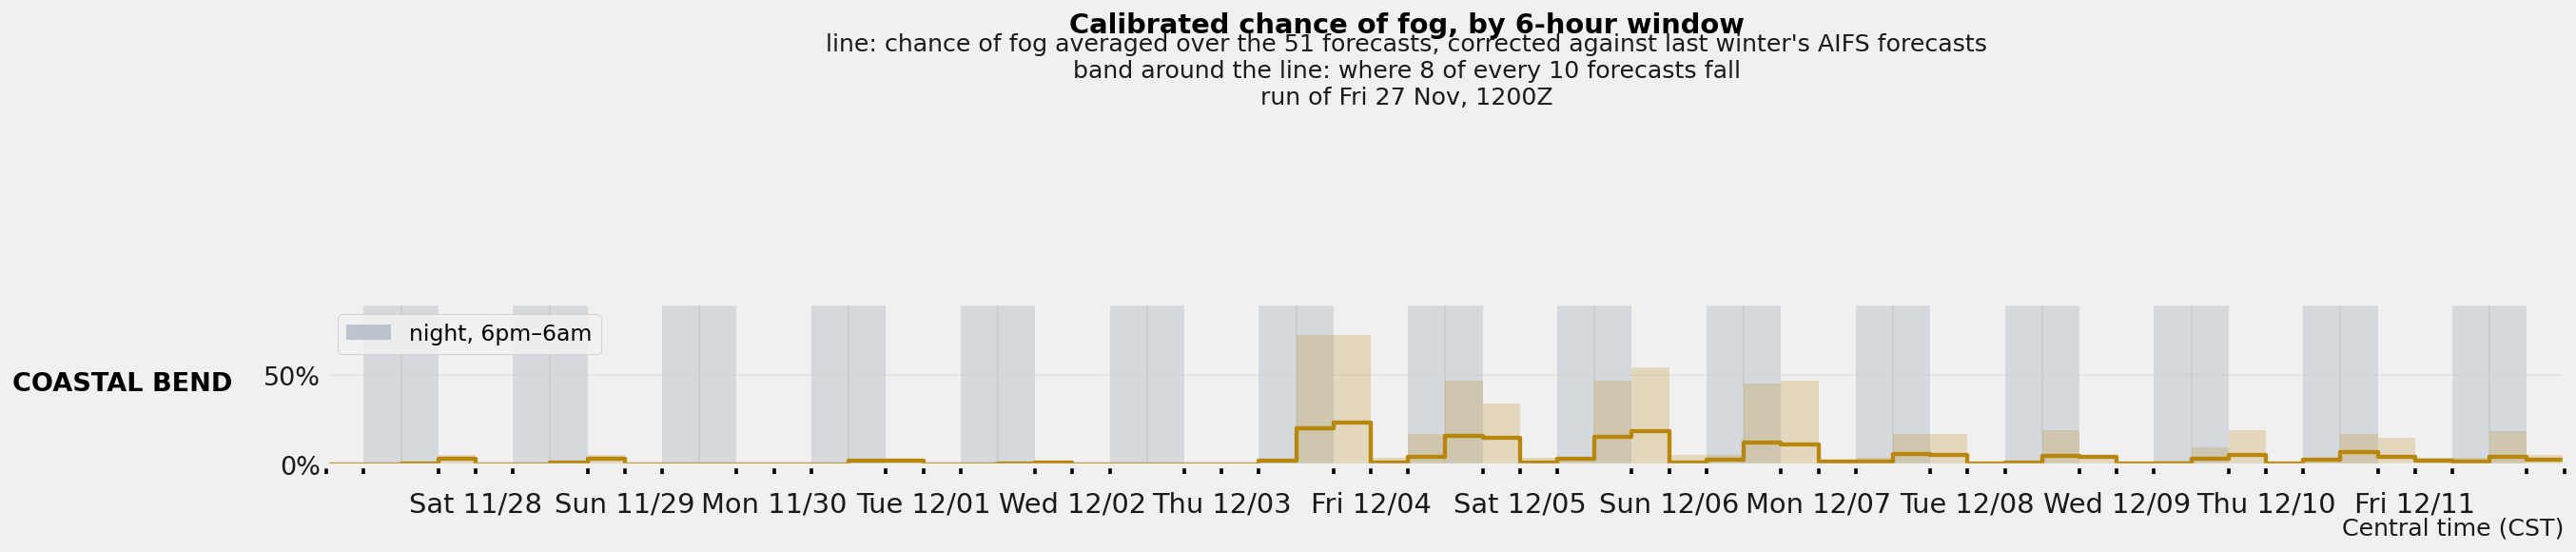 Calibrated chance of fog, by 6-hour window
line: chance of fog averaged over the 51 forecasts, corrected against last winter's AIFS forecasts
band around the line: where 8 of every 10 forecasts fall
run of Fri 27 Nov, 1200Z
night, 6pm–6am
COASTAL BEND
50%
0%
Sat 11/28 Sun 11/29 Mon 11/30 Tue 12/01 Wed 12/02 Thu 12/03 Fri 12/04 Sat 12/05 Sun 12/06 Mon 12/07 Tue 12/08 Wed 12/09 Thu 12/10 Fri 12/11
Central time (CST)